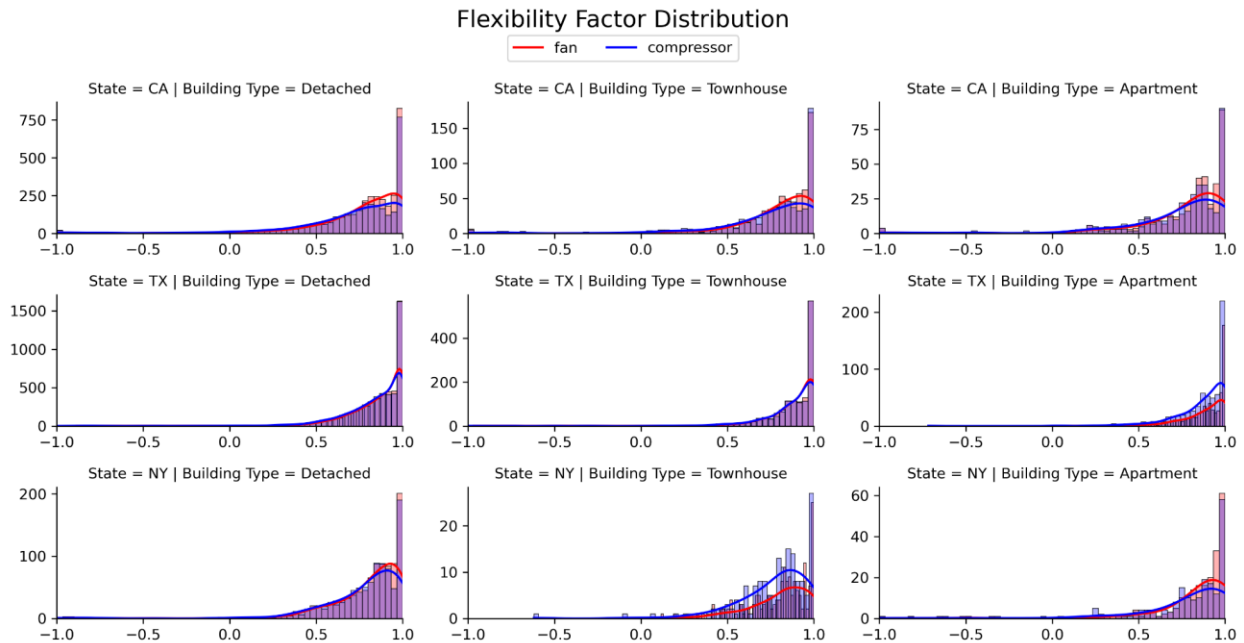 Flexibility Factor Distribution
fan compressor
State = CA | Building Type = Detached
750
500
250
0
−1.0 −0.5 0.0 0.5 1.0
State = CA | Building Type = Townhouse
150
100
50
0
−1.0 −0.5 0.0 0.5 1.0
State = CA | Building Type = Apartment
75
50
25
0
−1.0 −0.5 0.0 0.5 1.0
State = TX | Building Type = Detached
1500
1000
500
0
−1.0 −0.5 0.0 0.5 1.0
State = TX | Building Type = Townhouse
400
200
0
−1.0 −0.5 0.0 0.5 1.0
State = TX | Building Type = Apartment
200
100
0
−1.0 −0.5 0.0 0.5 1.0
State = NY | Building Type = Detached
200
100
0
−1.0 −0.5 0.0 0.5 1.0
State = NY | Building Type = Townhouse
20
10
0
−1.0 −0.5 0.0 0.5 1.0
State = NY | Building Type = Apartment
60
40
20
0
−1.0 −0.5 0.0 0.5 1.0